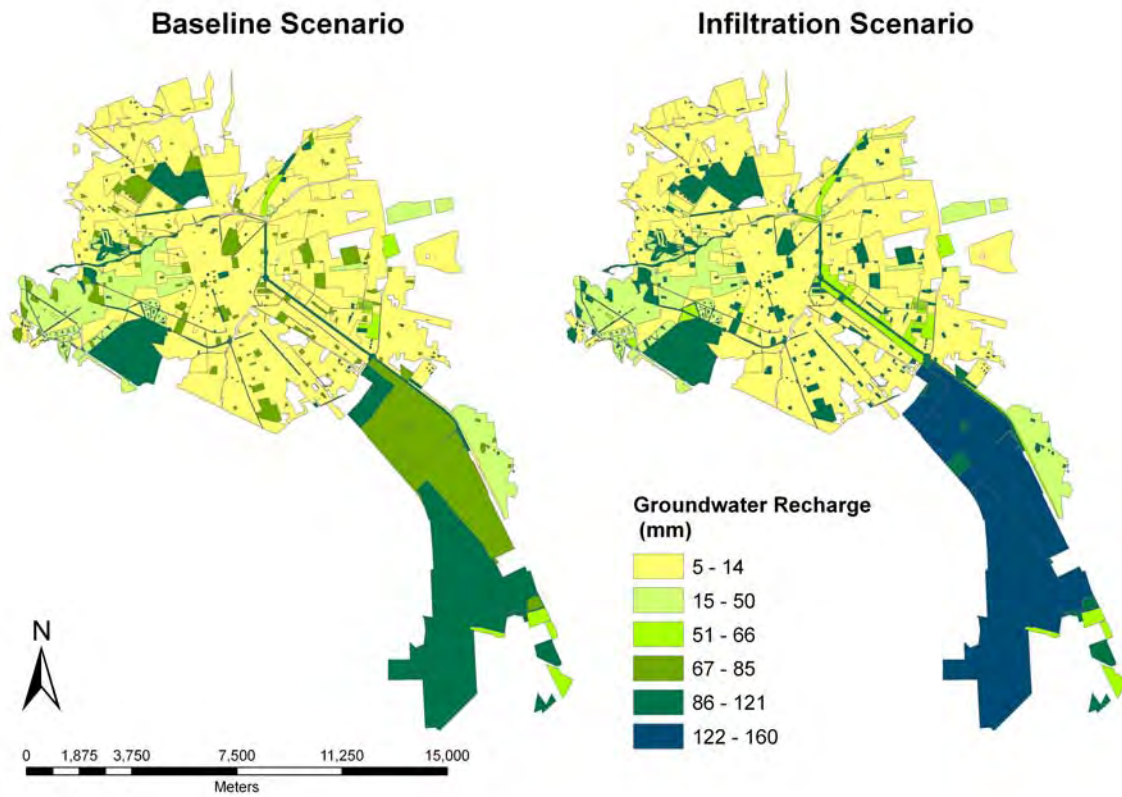 Baseline Scenario
Infiltration Scenario
Groundwater Recharge
(mm)
5 - 14
15 - 50
51 - 66
67 - 85
86 - 121
122 - 160
N
0 1,875 3,750 7,500 11,250 15,000
Meters